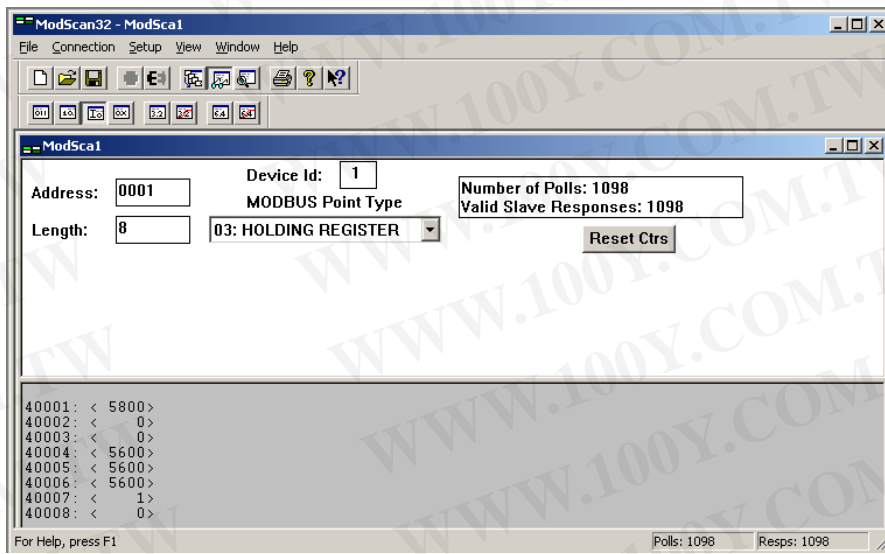 ModScan32 - ModSca1
File Connection Setup View Window Help
ModSca1
Address: 0001
Device Id: 1
MODBUS Point Type
Length: 8
03: HOLDING REGISTER
Number of Polls: 1098
Valid Slave Responses: 1098
Reset Ctrs
40001: < 5800>
40002: < 0>
40003: < 0>
40004: < 5600>
40005: < 5600>
40006: < 5600>
40007: < 1>
40008: < 0>
For Help, press F1
Polls: 1098
Resps: 1098
WWW.100Y.COM.TW